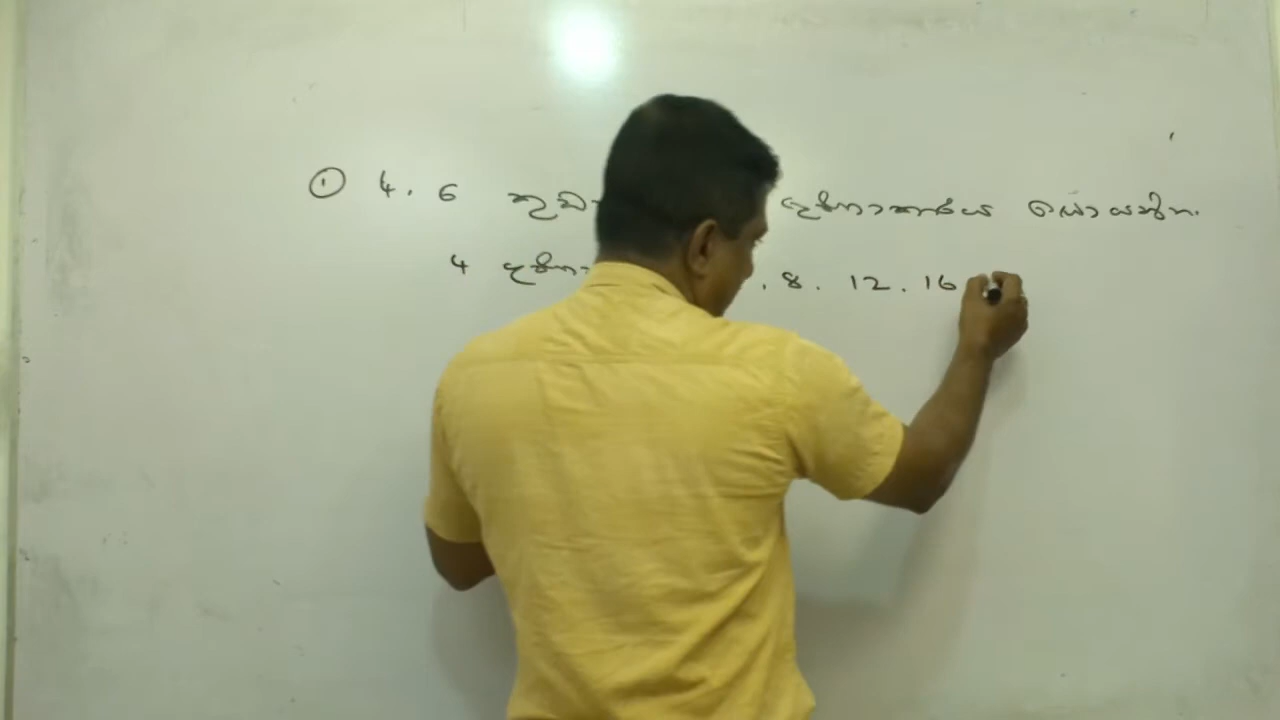 ① 4. 6 කුඩා ගුණාකාරය සොයන්න.
4 ගුණා . 8 . 12 . 16